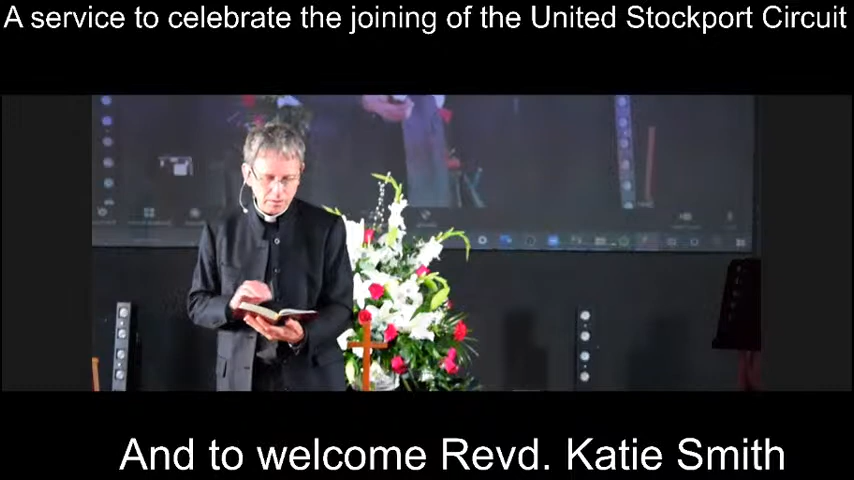 A service to celebrate the joining of the United Stockport Circuit
And to welcome Revd. Katie Smith